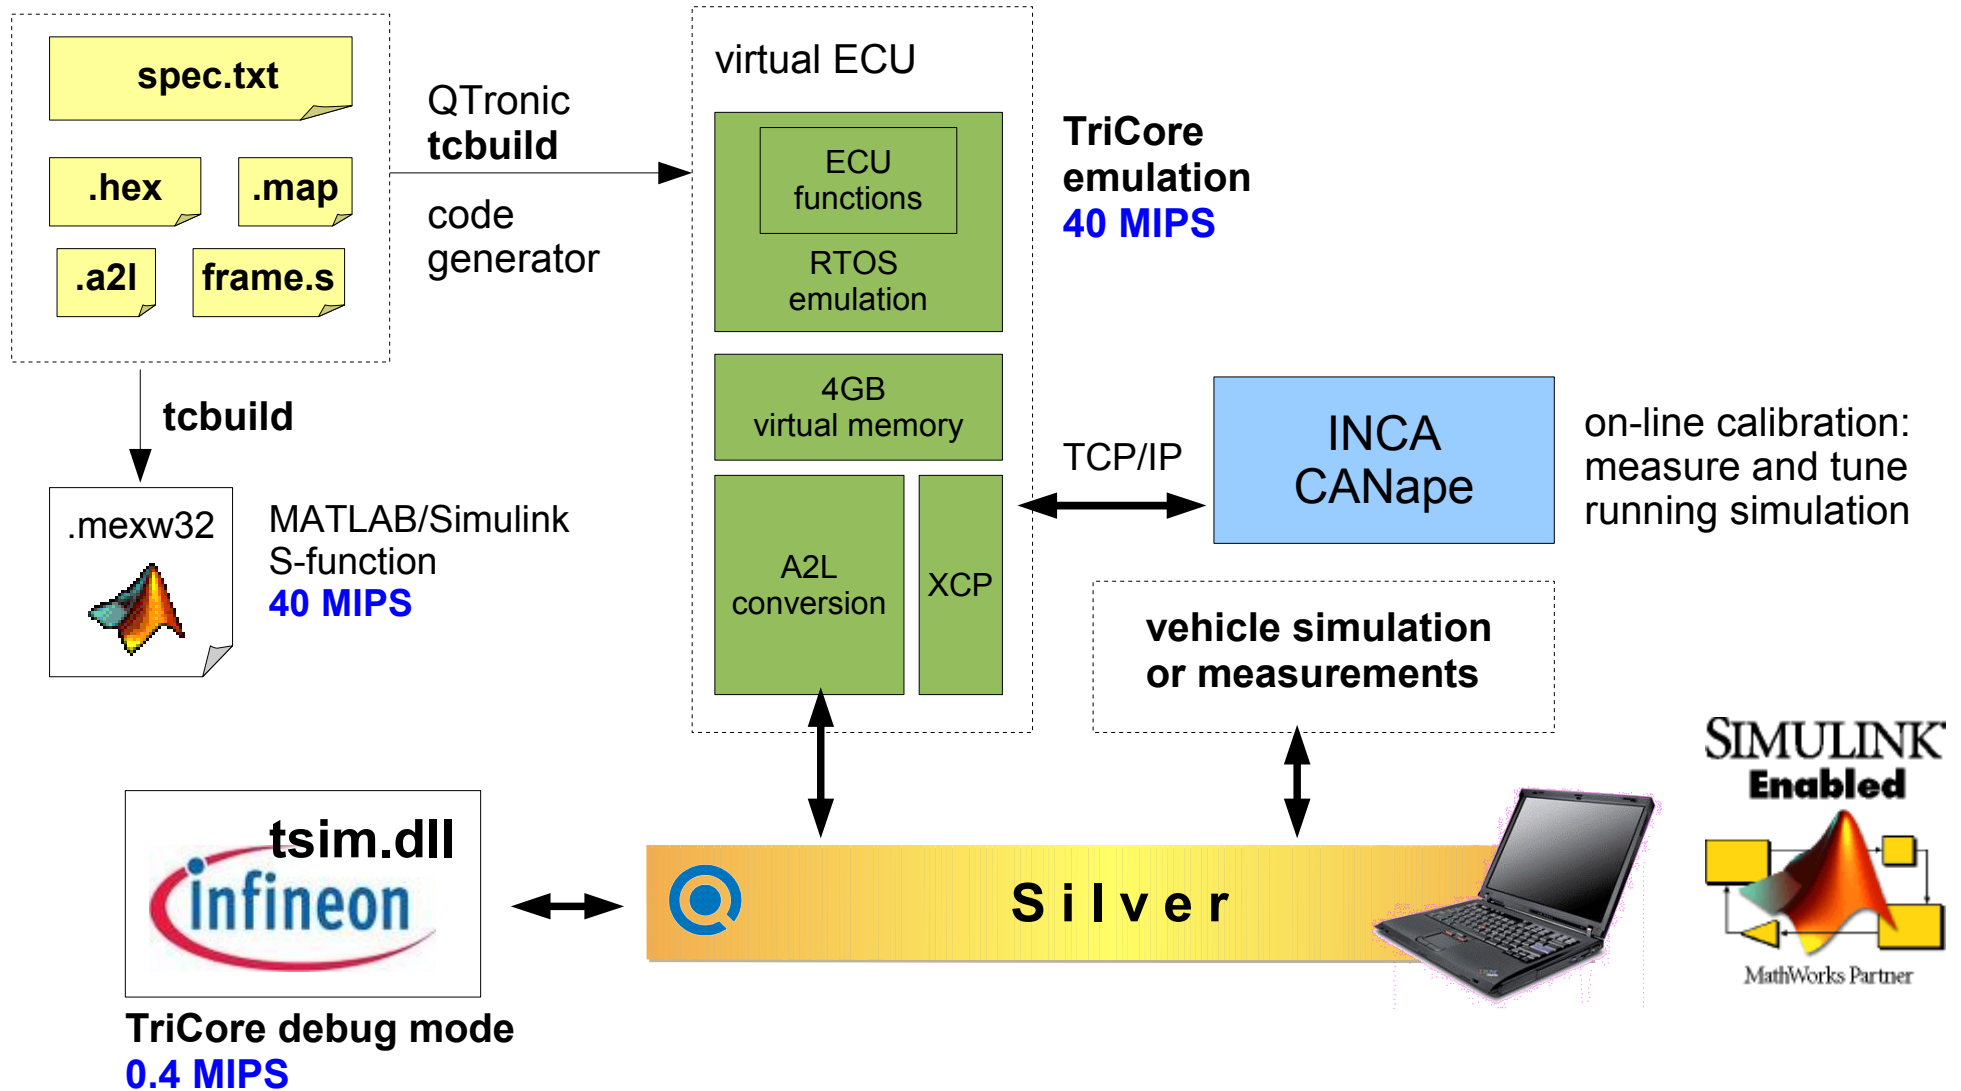 spec.txt
.hex
.map
.a2l
frame.s
QTronic
tcbuild
code
generator
tcbuild
.mexw32
MATLAB/Simulink
S-function
40 MIPS
virtual ECU
ECU
functions
RTOS
emulation
4GB
virtual memory
A2L
conversion
XCP
TriCore
emulation
40 MIPS
TCP/IP
INCA
CANape
on-line calibration:
measure and tune
running simulation
vehicle simulation
or measurements
tsim.dll
infineon
TriCore debug mode
0.4 MIPS
Silver
SIMULINK
Enabled
MathWorks Partner